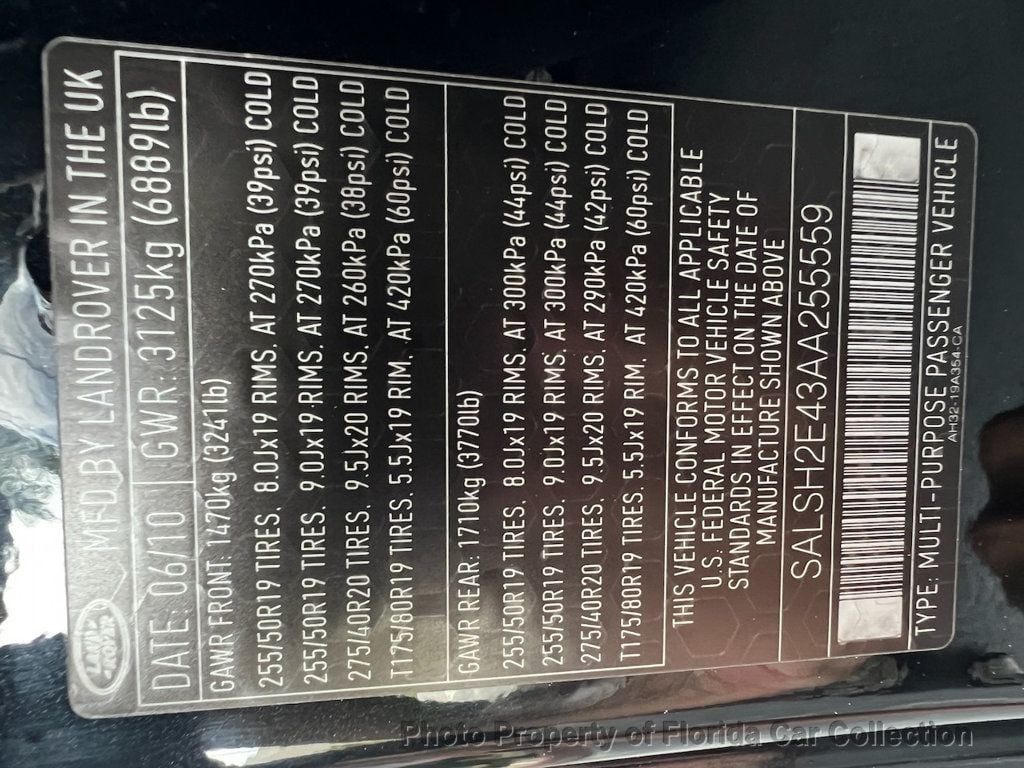 LAND ROVER
MFD BY LANDROVER IN THE UK
DATE: 06/10 GWR: 3125kg (6889lb)
GAWR FRONT: 1470kg (3241lb)
255/50R19 TIRES. 8.0Jx19 RIMS. AT 270kPa (39psi) COLD
255/50R19 TIRES. 9.0Jx19 RIMS. AT 270kPa (39psi) COLD
275/40R20 TIRES. 9.5Jx20 RIMS. AT 260kPa (38psi) COLD
T175/80R19 TIRES. 5.5Jx19 RIM. AT 420kPa (60psi) COLD
GAWR REAR: 1710kg (3770lb)
255/50R19 TIRES. 8.0Jx19 RIMS. AT 300kPa (44psi) COLD
255/50R19 TIRES. 9.0Jx19 RIMS. AT 300kPa (44psi) COLD
275/40R20 TIRES. 9.5Jx20 RIMS. AT 290kPa (42psi) COLD
T175/80R19 TIRES 5.5Jx19 RIM. AT 420kPa (60psi) COLD
THIS VEHICLE CONFORMS TO ALL APPLICABLE
U.S. FEDERAL MOTOR VEHICLE SAFETY
STANDARDS IN EFFECT ON THE DATE OF
MANUFACTURE SHOWN ABOVE
SALSH2E43AA255559
TYPE: MULTI-PURPOSE PASSENGER VEHICLE
AH32-19A354-CA
Photo Property of Florida Car Collection